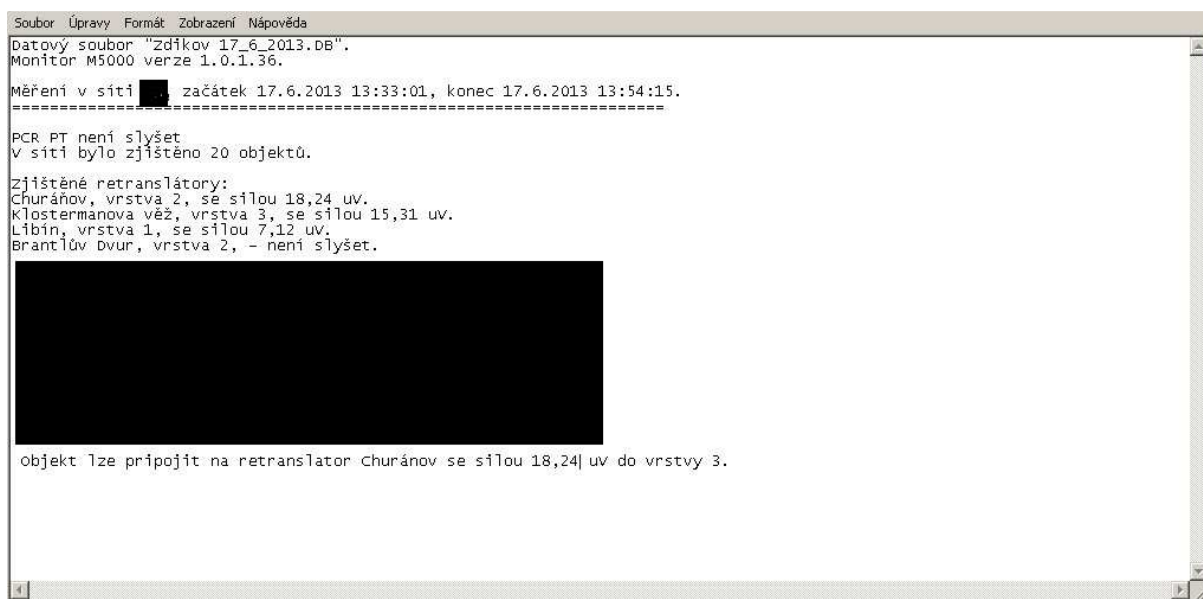 Soubor Úpravy Formát Zobrazení Nápověda
Datový soubor "Zdikov 17_6_2013.DB".
Monitor M5000 verze 1.0.1.36.
Měření v síti , začátek 17.6.2013 13:33:01, konec 17.6.2013 13:54:15.
=====================================================================
PCR PT není slyšet
V síti bylo zjištěno 20 objektů.
Zjištěné retranslátory:
Churáňov, vrstva 2, se silou 18,24 uV.
Klostermanova věž, vrstva 3, se silou 15,31 uV.
Libín, vrstva 1, se silou 7,12 uV.
Brantlův Dvur, vrstva 2, - není slyšet.
Objekt lze pripojit na retranslator Churánov se silou 18,24 uV do vrstvy 3.